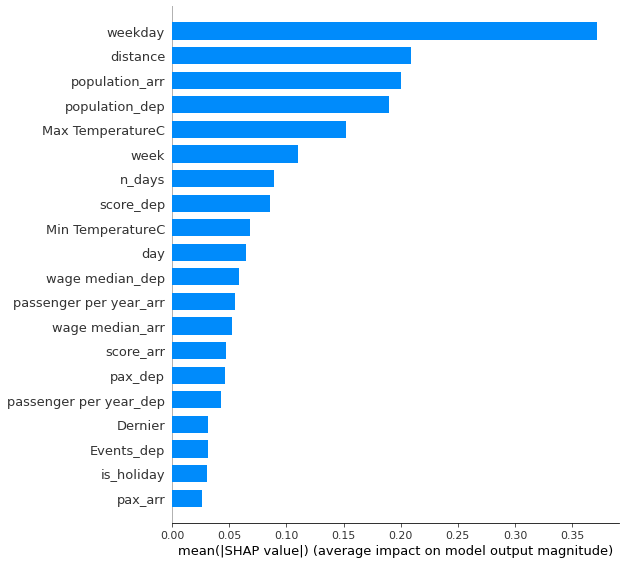 weekday
distance
population_arr
population_dep
Max TemperatureC
week
n_days
score_dep
Min TemperatureC
day
wage median_dep
passenger per year_arr
wage median_arr
score_arr
pax_dep
passenger per year_dep
Dernier
Events_dep
is_holiday
pax_arr
0.00 0.05 0.10 0.15 0.20 0.25 0.30 0.35
mean(|SHAP value|) (average impact on model output magnitude)